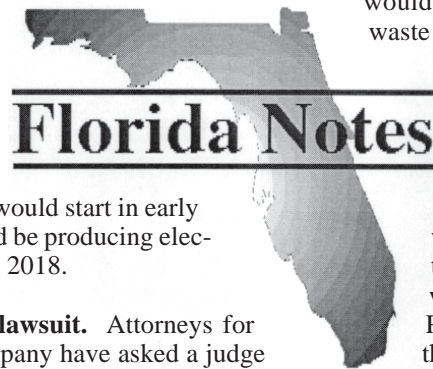 would
waste
Florida Notes
would start in early
d be producing elec-
2018.
lawsuit. Attorneys for
pany have asked a judge
th